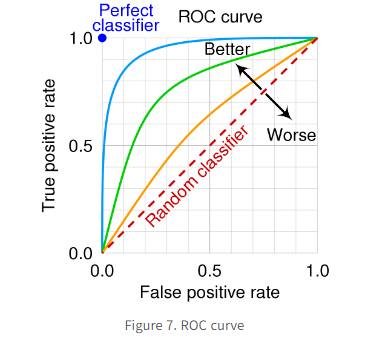 Perfect
classifier
ROC curve
1.0
Better
Worse
Random classifier
0.5
0.0
True positive rate
0.0
0.5
1.0
False positive rate
Figure 7. ROC curve